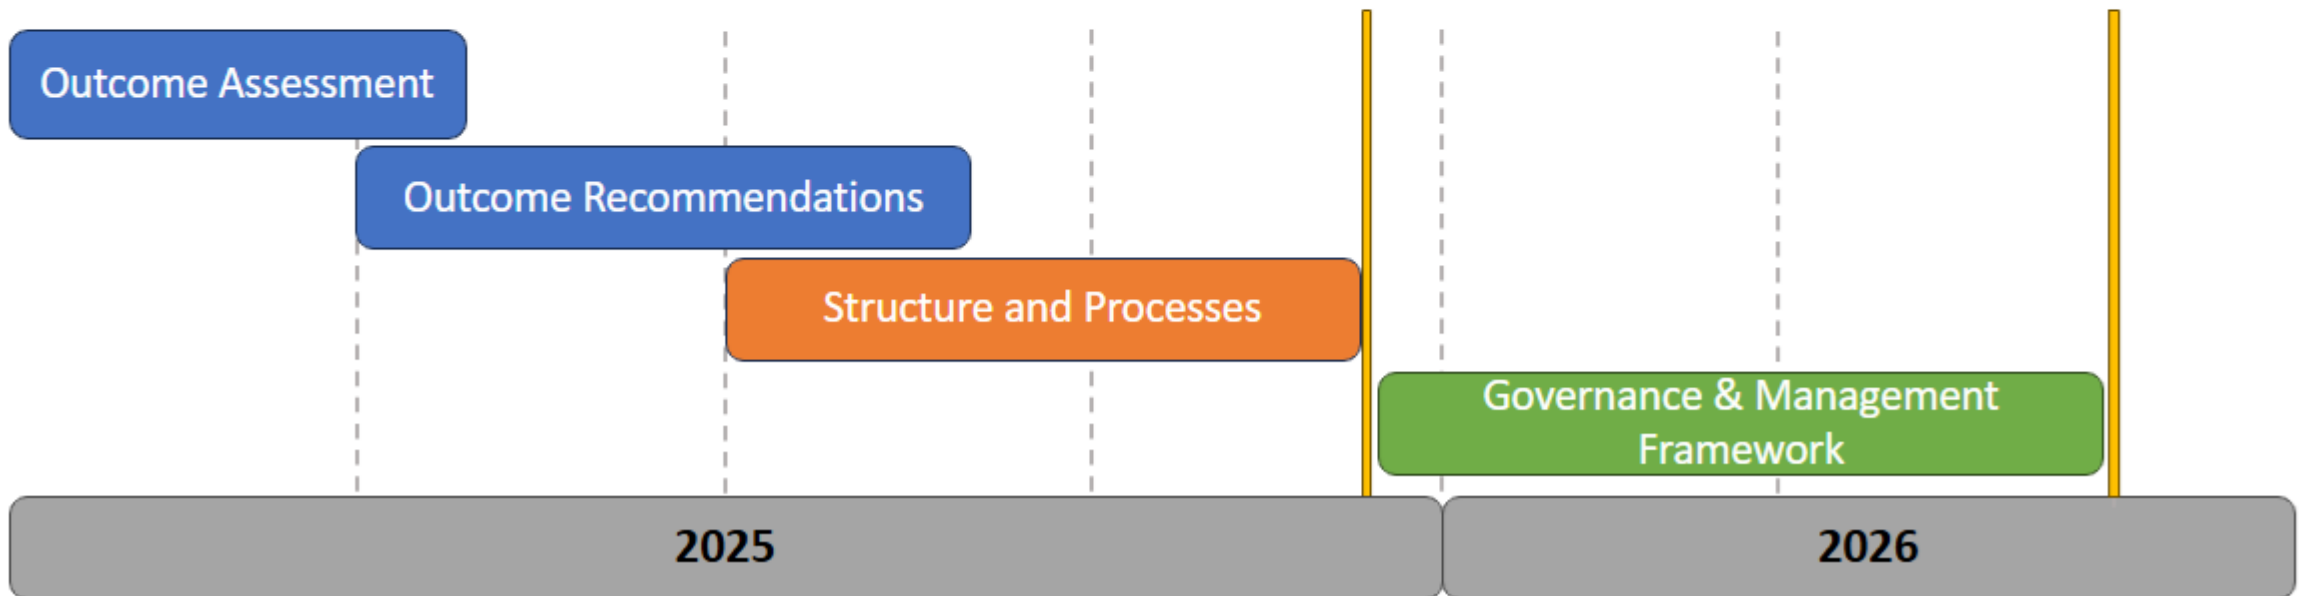 Outcome Assessment
Outcome Recommendations
Structure and Processes
Governance & Management
Framework
2025
2026